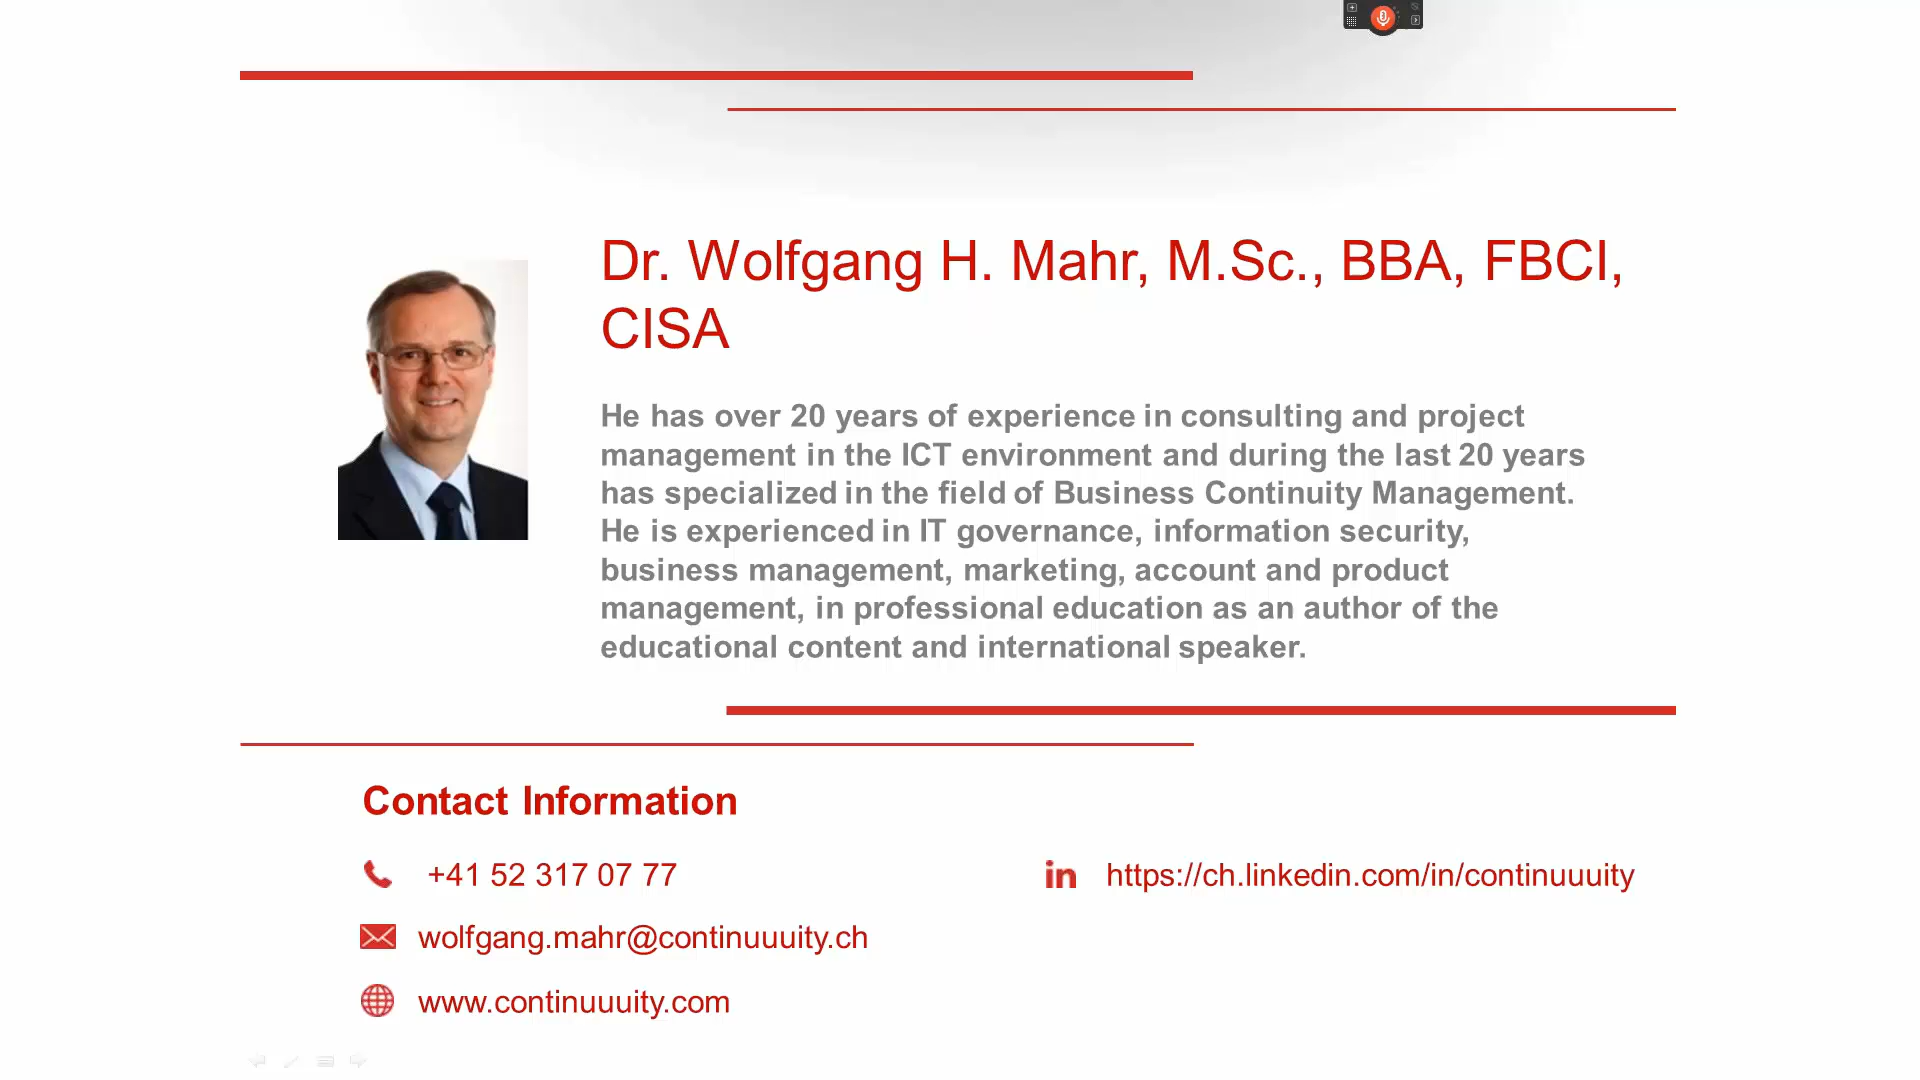 Dr. Wolfgang H. Mahr, M.Sc., BBA, FBCI,
CISA
He has over 20 years of experience in consulting and project
management in the ICT environment and during the last 20 years
has specialized in the field of Business Continuity Management.
He is experienced in IT governance, information security,
business management, marketing, account and product
management, in professional education as an author of the
educational content and international speaker.
Contact Information
+41 52 317 07 77
in https://ch.linkedin.com/in/continuuuity
wolfgang.mahr@continuuuity.ch
www.continuuuity.com